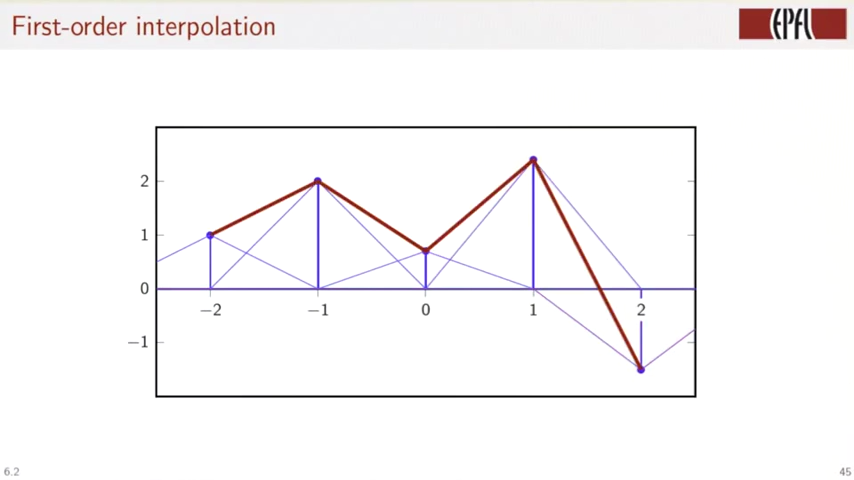 First-order interpolation
EPFL
2
1
0
−1
−2 −1 0 1 2
6.2
45